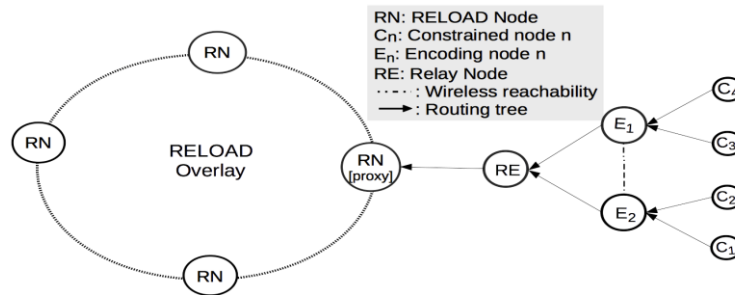 RN: RELOAD Node
Cn: Constrained node n
En: Encoding node n
RE: Relay Node
: Wireless reachability
: Routing tree
RN
RN
RELOAD
Overlay
RN
[proxy]
RN
RE
E1
E2
C4
C3
C2
C1